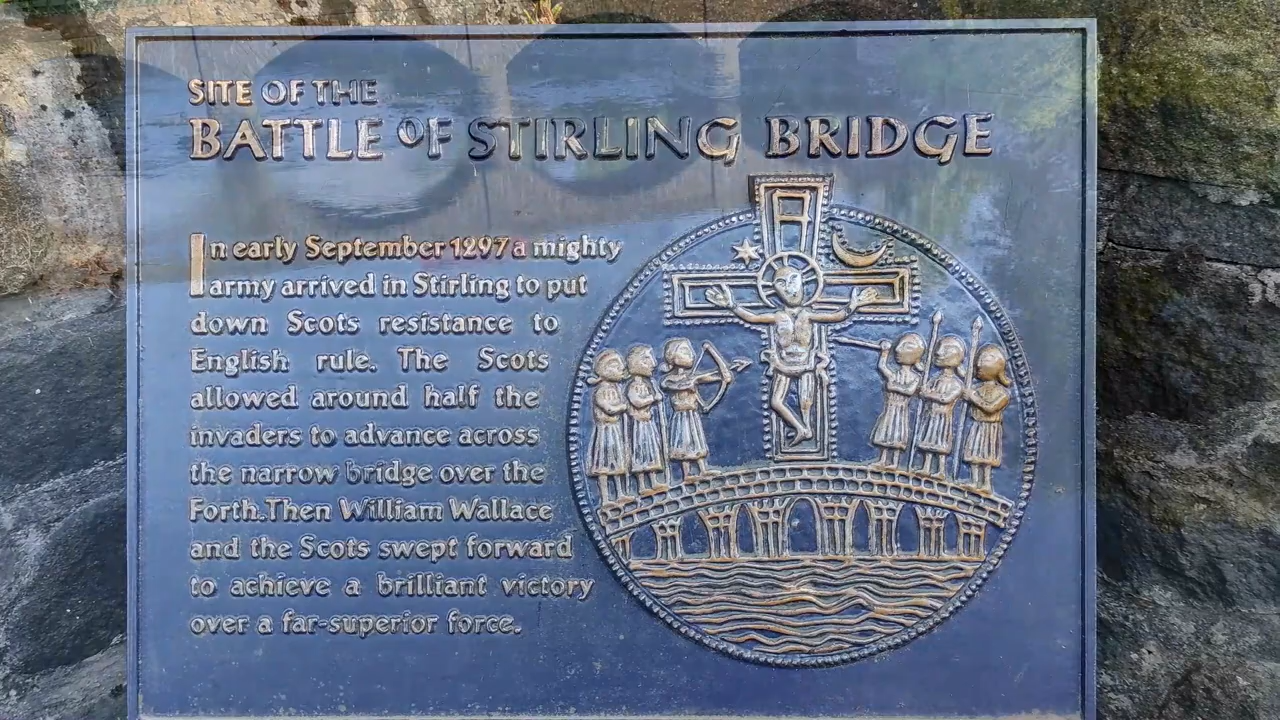 SITE OF THE
BATTLE OF STIRLING BRIDGE
In early September 1297 a mighty
army arrived in Stirling to put
down Scots resistance to
English rule. The Scots
allowed around half the
invaders to advance across
the narrow bridge over the
Forth.Then William Wallace
and the Scots swept forward
to achieve a brilliant victory
over a far-superior force.